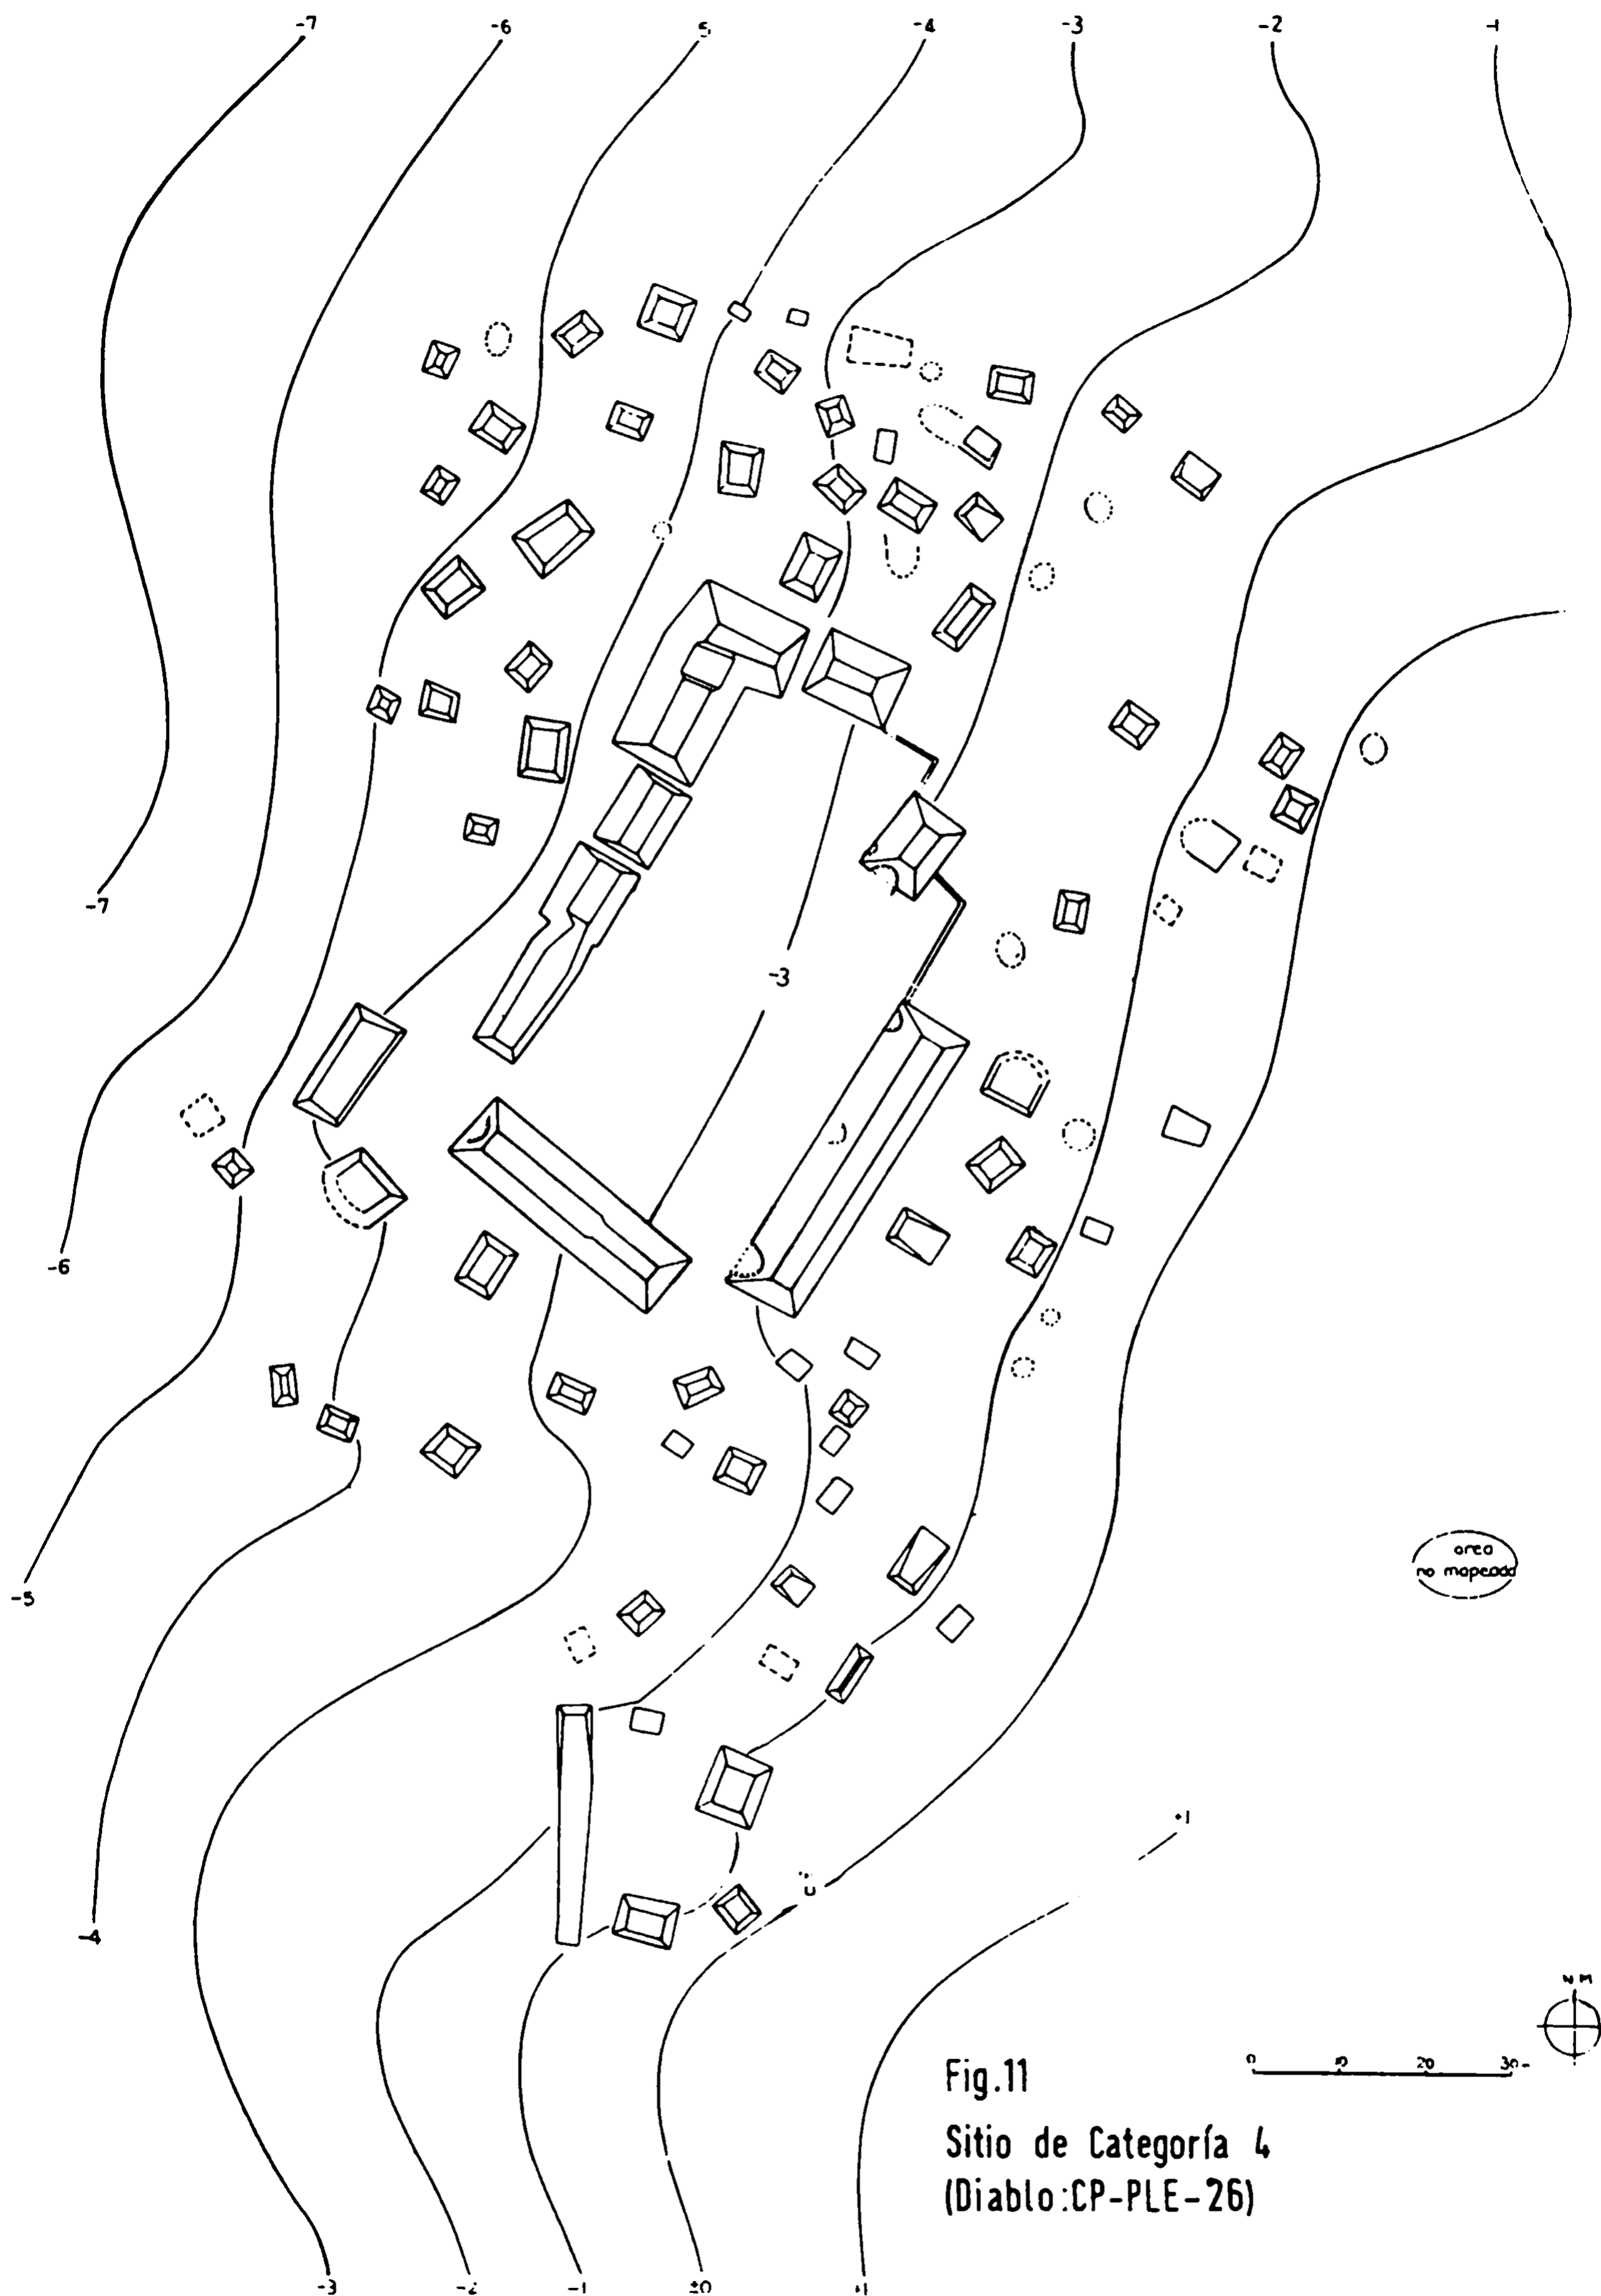 -7 -6 5 -4 -3 -2 -1
-7
-3
-6
-5
area
no mapeada
+1
-4
±0
N M
0 10 20 30
Fig.11
Sitio de Categoría 4
(Diablo:CP-PLE-26)
-3 -2 -1 ±0 +1